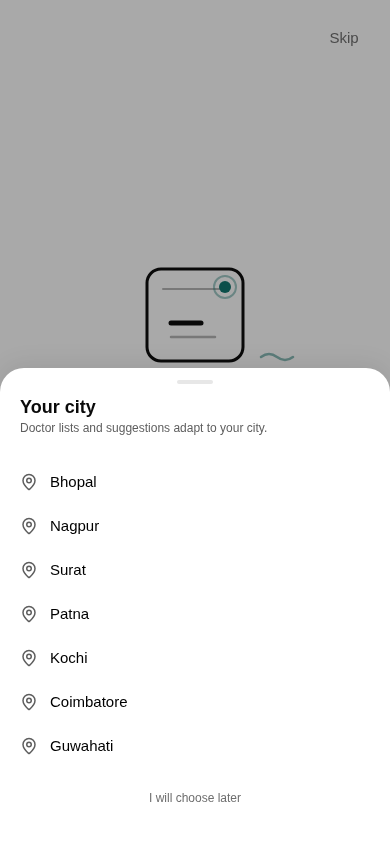 Skip
Your city
Doctor lists and suggestions adapt to your city.
Bhopal
Nagpur
Surat
Patna
Kochi
Coimbatore
Guwahati
I will choose later